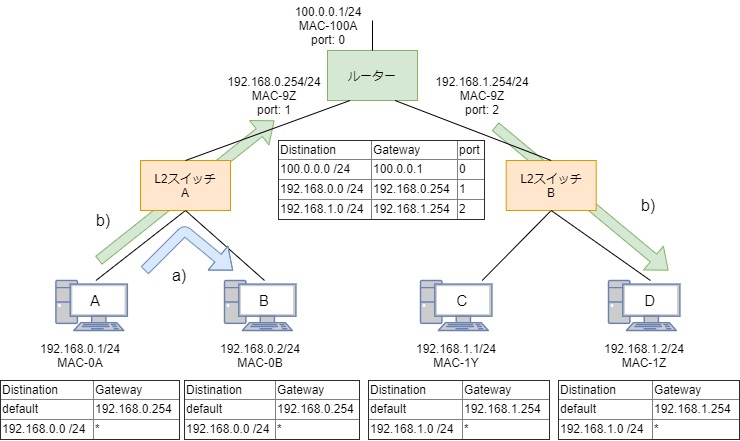 100.0.0.1/24
MAC-100A
port: 0
ルーター
192.168.0.254/24
MAC-9Z
port: 1
192.168.1.254/24
MAC-9Z
port: 2
Distination Gateway port
100.0.0.0 /24 100.0.0.1 0
192.168.0.0 /24 192.168.0.254 1
192.168.1.0 /24 192.168.1.254 2
L2スイッチ
A
L2スイッチ
B
b)
a)
b)
A
B
C
D
192.168.0.1/24
MAC-0A
192.168.0.2/24
MAC-0B
192.168.1.1/24
MAC-1Y
192.168.1.2/24
MAC-1Z
Distination Gateway
default 192.168.0.254
192.168.0.0 /24 *
Distination Gateway
default 192.168.0.254
192.168.0.0 /24 *
Distination Gateway
default 192.168.1.254
192.168.1.0 /24 *
Distination Gateway
default 192.168.1.254
192.168.1.0 /24 *